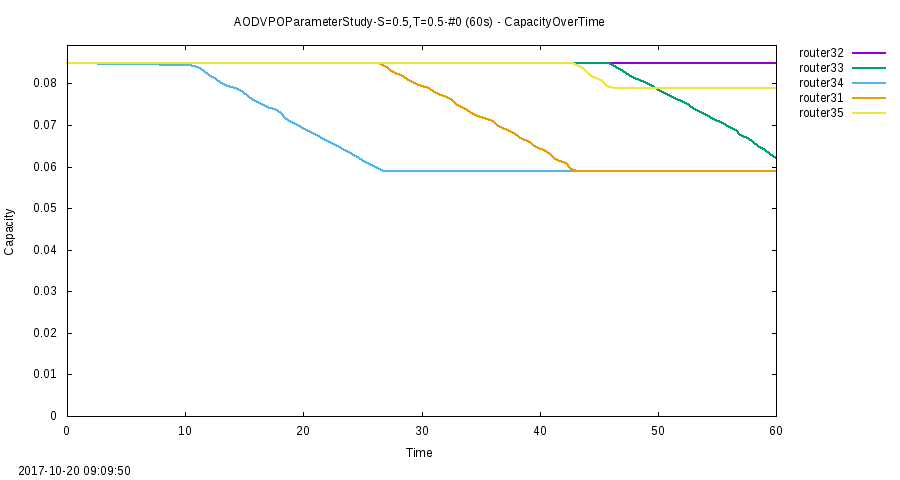 AODVPOParameterStudy-S=0.5,T=0.5-#0 (60s) - CapacityOverTime
router32
router33
router34
router31
router35
0.08
0.07
0.06
0.05
0.04
0.03
0.02
0.01
0
Capacity
0 10 20 30 40 50 60
Time
2017-10-20 09:09:50